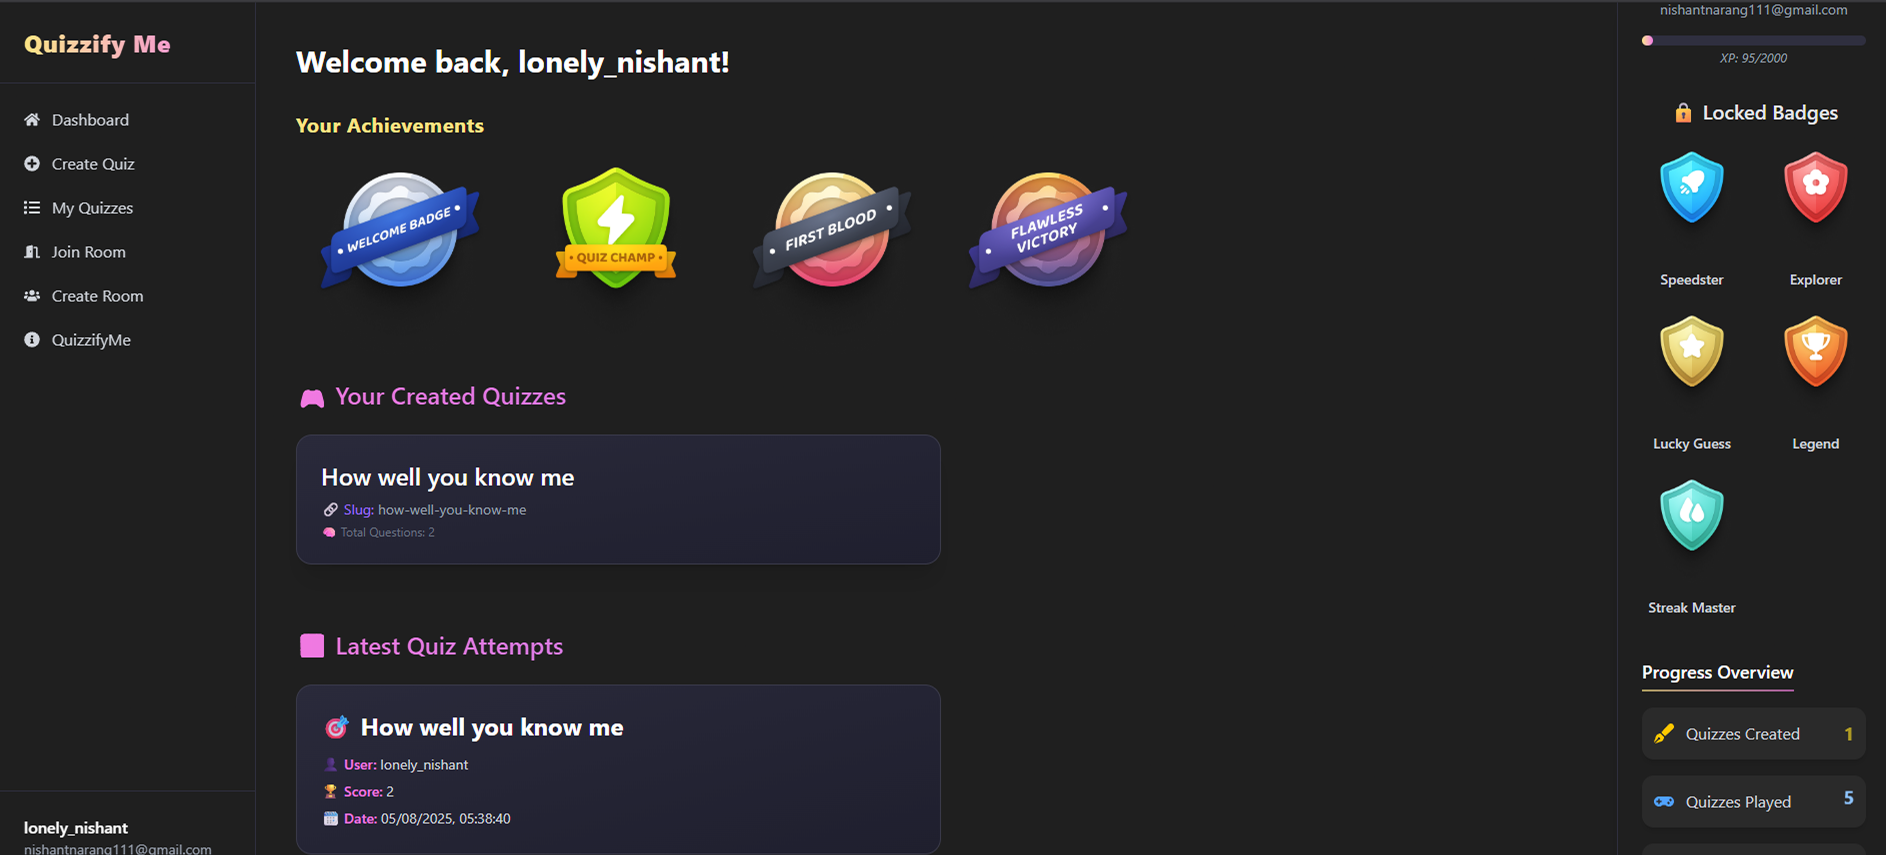 Quizzify Me
Dashboard
Create Quiz
My Quizzes
Join Room
Create Room
QuizzifyMe
lonely_nishant
nishantnarang111@gmail.com
Welcome back, lonely_nishant!
Your Achievements
WELCOME BADGE
QUIZ CHAMP
FIRST BLOOD
FLAWLESS
VICTORY
Your Created Quizzes
How well you know me
Slug: how-well-you-know-me
Total Questions: 2
Latest Quiz Attempts
How well you know me
User: lonely_nishant
Score: 2
Date: 05/08/2025, 05:38:40
nishantnarang111@gmail.com
XP: 95/2000
Locked Badges
Speedster
Explorer
Lucky Guess
Legend
Streak Master
Progress Overview
Quizzes Created 1
Quizzes Played 5